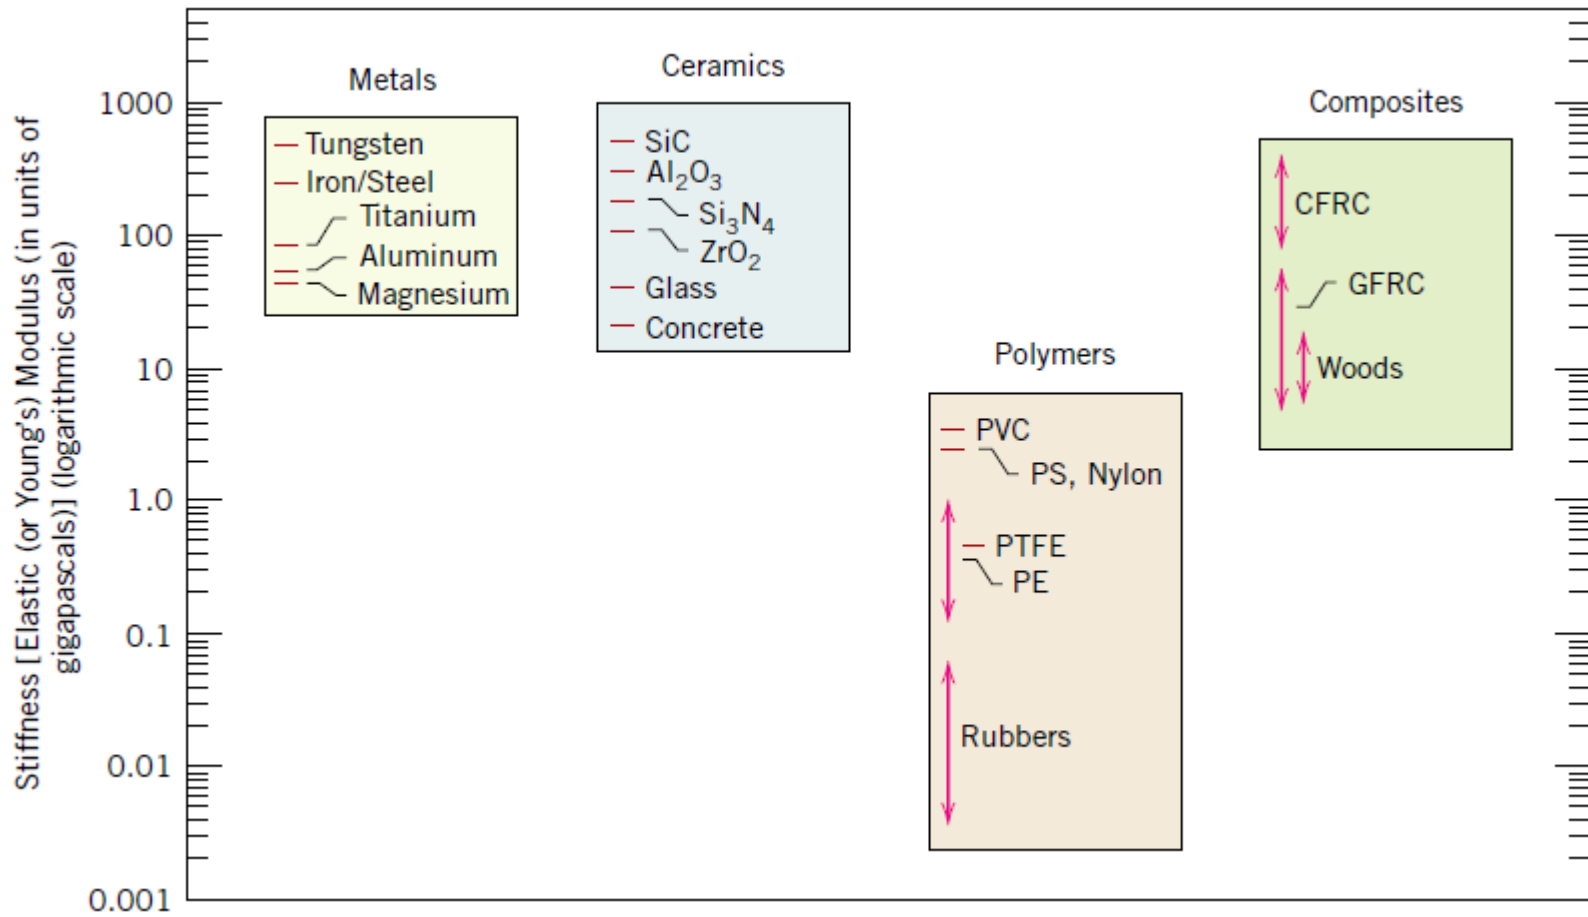 Stiffness [Elastic (or Young's) Modulus (in units of
gigapascals)] (logarithmic scale)
1000
100
10
1.0
0.1
0.01
0.001
Metals
Tungsten
Iron/Steel
Titanium
Aluminum
Magnesium
Ceramics
SiC
Al₂O₃
Si₃N₄
ZrO₂
Glass
Concrete
Polymers
PVC
PS, Nylon
PTFE
PE
Rubbers
Composites
CFRC
GFRC
Woods